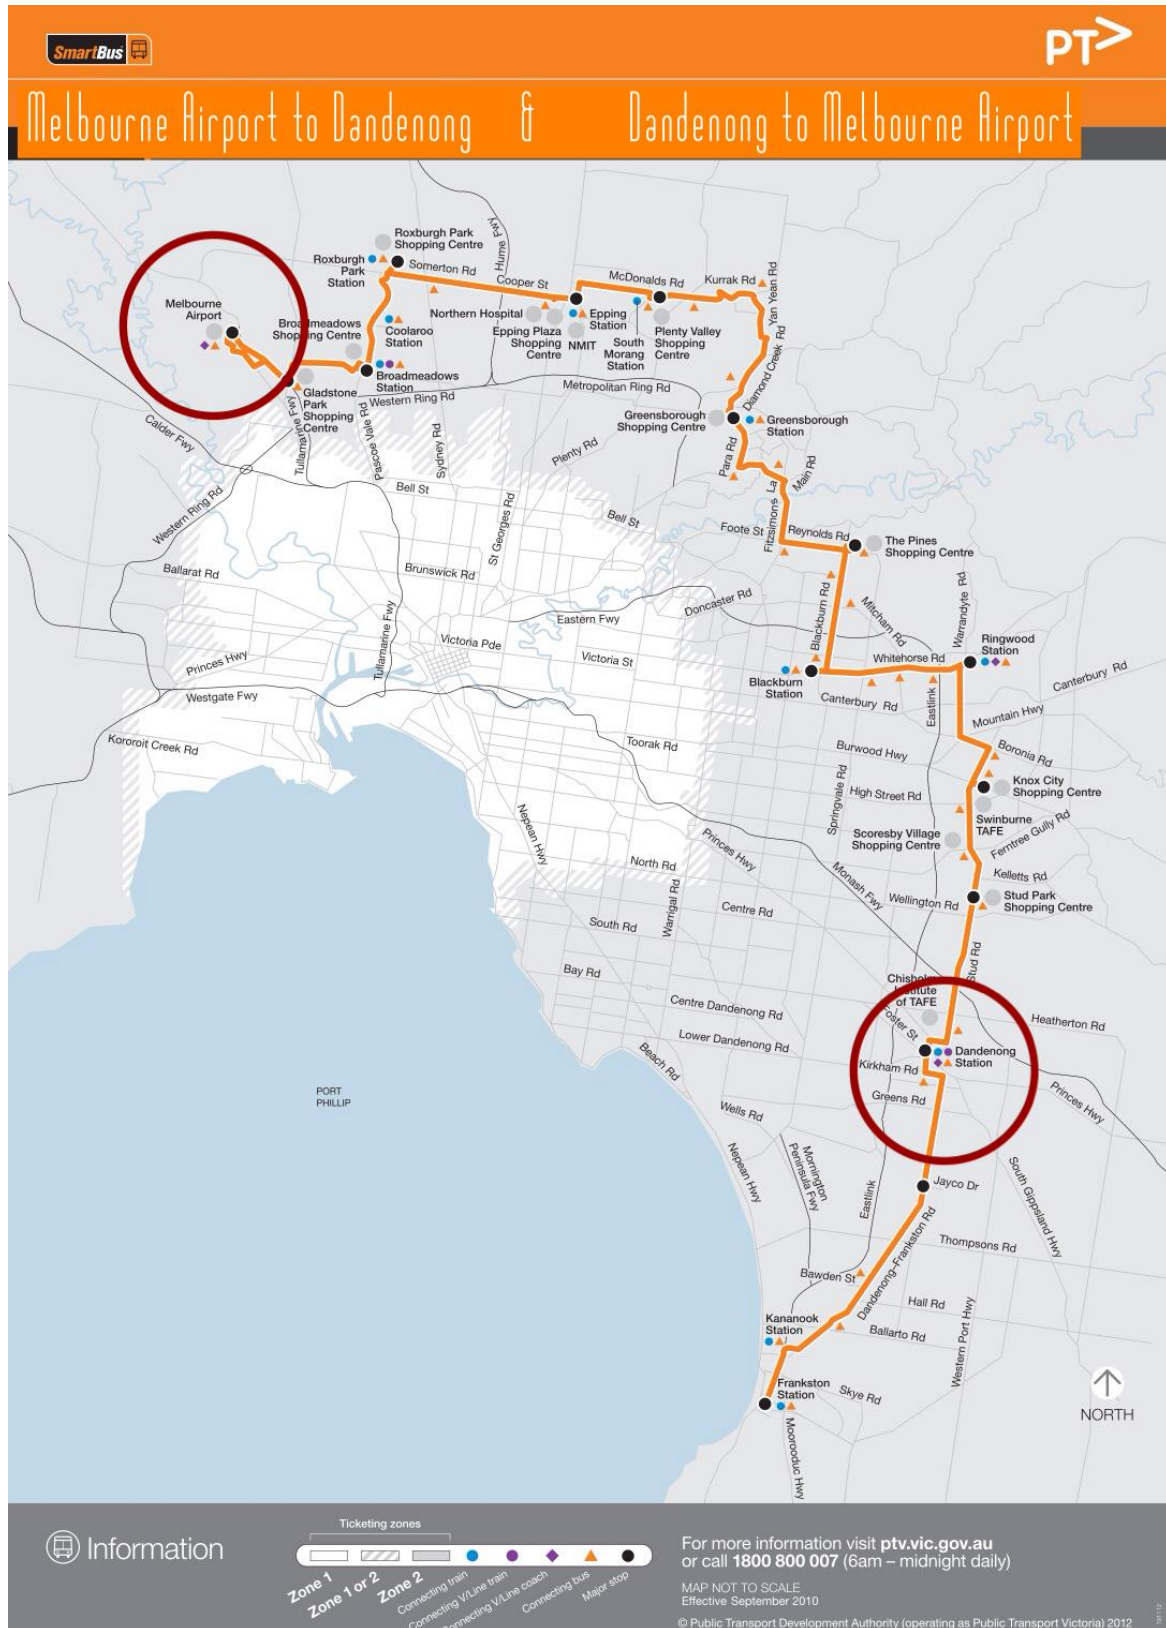 SmartBus
PT>
Melbourne Airport to Dandenong & Dandenong to Melbourne Airport
Roxburgh Park
Shopping Centre
Roxburgh
Park
Station
Somerton Rd
Hume Fwy
Cooper St
McDonalds Rd
Kurrak Rd
Yan Yean Rd
Melbourne
Airport
Broadmeadows
Shopping Centre
Coolaroo
Station
Northern Hospital
Epping Plaza
Shopping
Centre
NMIT
Epping
Station
South
Morang
Station
Plenty Valley
Shopping
Centre
Diamond Creek Rd
Broadmeadows
Station
Gladstone
Park
Shopping
Centre
Western Ring Rd
Metropolitan Ring Rd
Calder Fwy
Tullamarine Fwy
Pascoe Vale Rd
Sydney Rd
Plenty Rd
Greensborough
Shopping Centre
Greensborough
Station
Para Rd
Main Rd
Fitzsimons La
Western Ring Rd
Bell St
St Georges Rd
Bell St
Foote St
Reynolds Rd
The Pines
Shopping Centre
Ballarat Rd
Brunswick Rd
Doncaster Rd
Blackburn Rd
Mitcham Rd
Warrandyte Rd
Eastern Fwy
Tullamarine Fwy
Victoria Pde
Victoria St
Whitehorse Rd
Ringwood
Station
Princes Hwy
Westgate Fwy
Blackburn
Station
Canterbury Rd
Eastlink
Canterbury Rd
Mountain Hwy
Kororoit Creek Rd
Toorak Rd
Burwood Hwy
Boronia Rd
Springvale Rd
High Street Rd
Knox City
Shopping Centre
Swinburne
TAFE
Nepean Hwy
Princes Hwy
Scoresby Village
Shopping Centre
Ferntree Gully Rd
North Rd
Monash Fwy
Kelletts Rd
Warrigal Rd
Centre Rd
Wellington Rd
Stud Park
Shopping Centre
South Rd
Stud Rd
Bay Rd
Chisholm
Institute
of TAFE
Centre Dandenong Rd
Foster St
Heatherton Rd
Lower Dandenong Rd
Beach Rd
Dandenong
Station
Kirkham Rd
Greens Rd
Princes Hwy
PORT
PHILLIP
Wells Rd
Nepean Hwy
Mornington
Peninsula Fwy
Eastlink
Jayco Dr
South Gippsland Hwy
Dandenong-Frankston Rd
Thompsons Rd
Bawden St
Hall Rd
Kananook
Station
Ballarto Rd
Western Port Hwy
Frankston
Station
Skye Rd
Moorooduc Hwy
NORTH
Information
Ticketing zones
Zone 1
Zone 1 or 2
Zone 2
Connecting train
Connecting V/Line train
Connecting V/Line coach
Connecting bus
Major stop
For more information visit ptv.vic.gov.au
or call 1800 800 007 (6am – midnight daily)
MAP NOT TO SCALE
Effective September 2010
© Public Transport Development Authority (operating as Public Transport Victoria) 2012